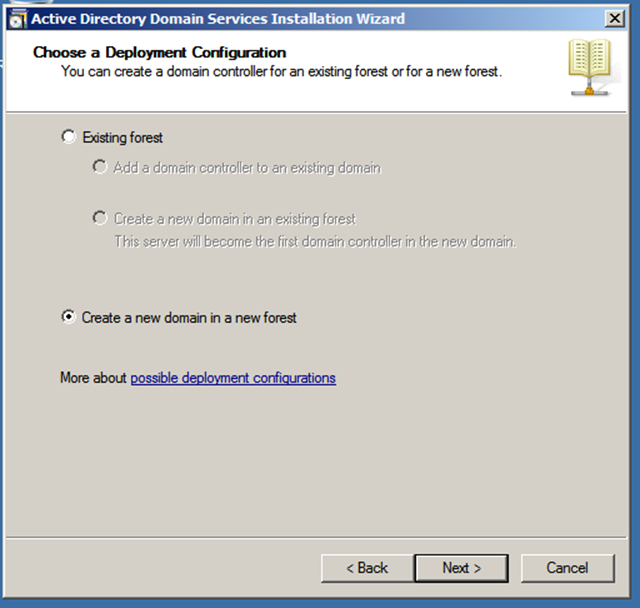 Active Directory Domain Services Installation Wizard
Choose a Deployment Configuration
You can create a domain controller for an existing forest or for a new forest.
Existing forest
Add a domain controller to an existing domain
Create a new domain in an existing forest
This server will become the first domain controller in the new domain.
Create a new domain in a new forest
More about possible deployment configurations
< Back Next > Cancel